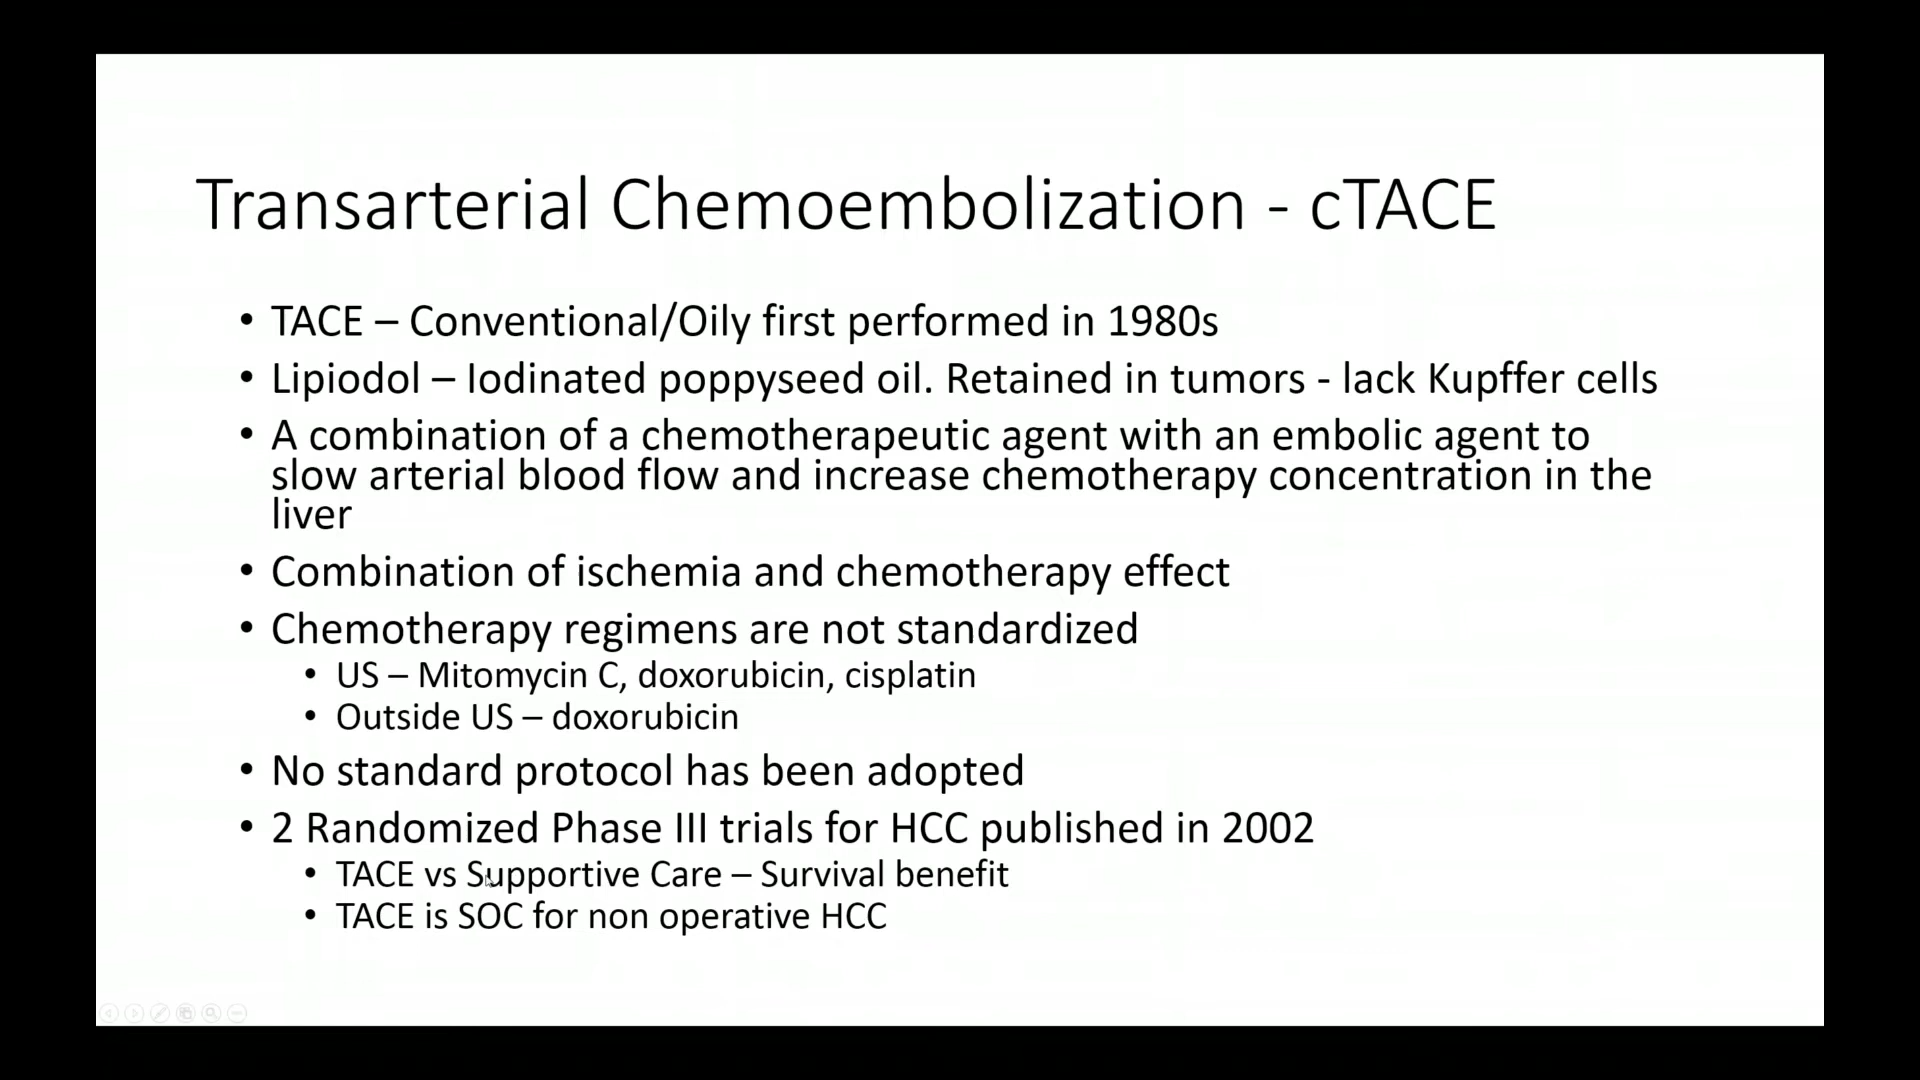 Transarterial Chemoembolization - cTACE
• TACE – Conventional/Oily first performed in 1980s
• Lipiodol – Iodinated poppyseed oil. Retained in tumors - lack Kupffer cells
• A combination of a chemotherapeutic agent with an embolic agent to
slow arterial blood flow and increase chemotherapy concentration in the
liver
• Combination of ischemia and chemotherapy effect
• Chemotherapy regimens are not standardized
• US – Mitomycin C, doxorubicin, cisplatin
• Outside US – doxorubicin
• No standard protocol has been adopted
• 2 Randomized Phase III trials for HCC published in 2002
• TACE vs Supportive Care – Survival benefit
• TACE is SOC for non operative HCC